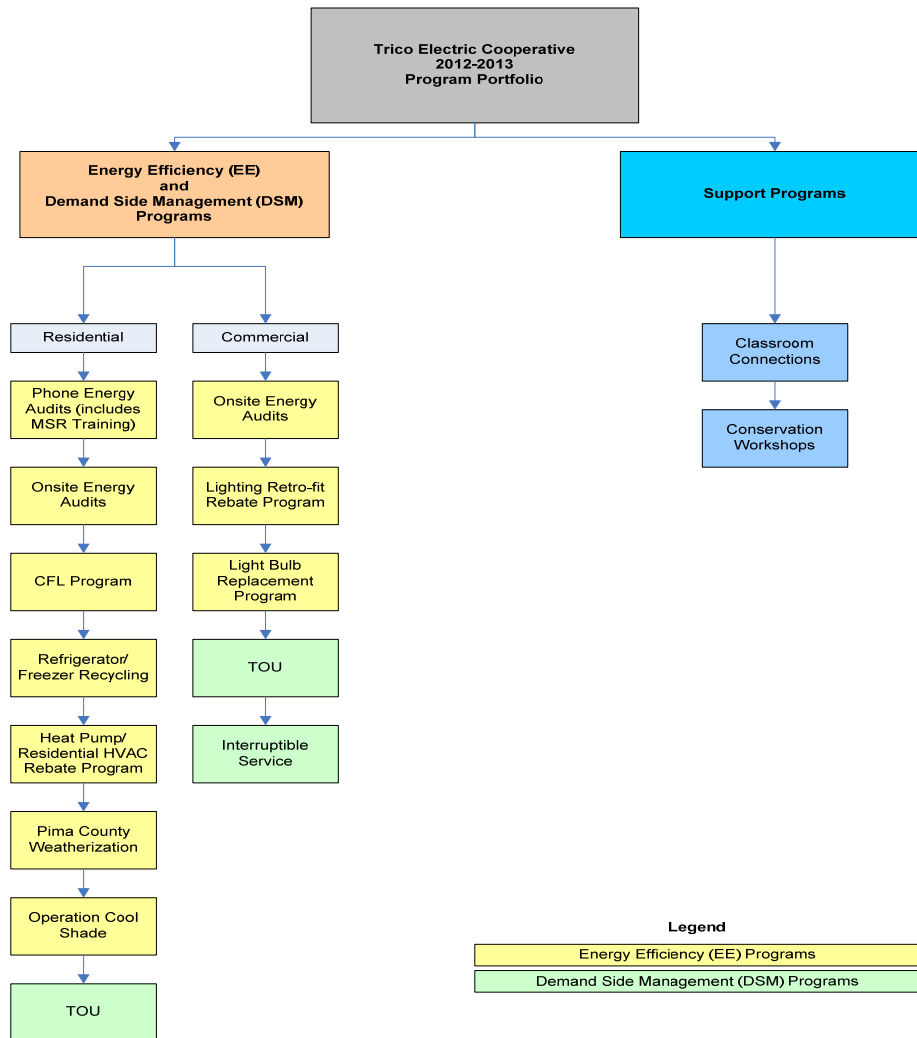 Trico Electric Cooperative
2012-2013
Program Portfolio
Energy Efficiency (EE)
and
Demand Side Management (DSM)
Programs
Support Programs
Residential
Phone Energy
Audits (includes
MSR Training)
Onsite Energy
Audits
CFL Program
Refrigerator/
Freezer Recycling
Heat Pump/
Residential HVAC
Rebate Program
Pima County
Weatherization
Operation Cool
Shade
TOU
Commercial
Onsite Energy
Audits
Lighting Retro-fit
Rebate Program
Light Bulb
Replacement
Program
TOU
Interruptible
Service
Classroom
Connections
Conservation
Workshops
Legend
Energy Efficiency (EE) Programs
Demand Side Management (DSM) Programs